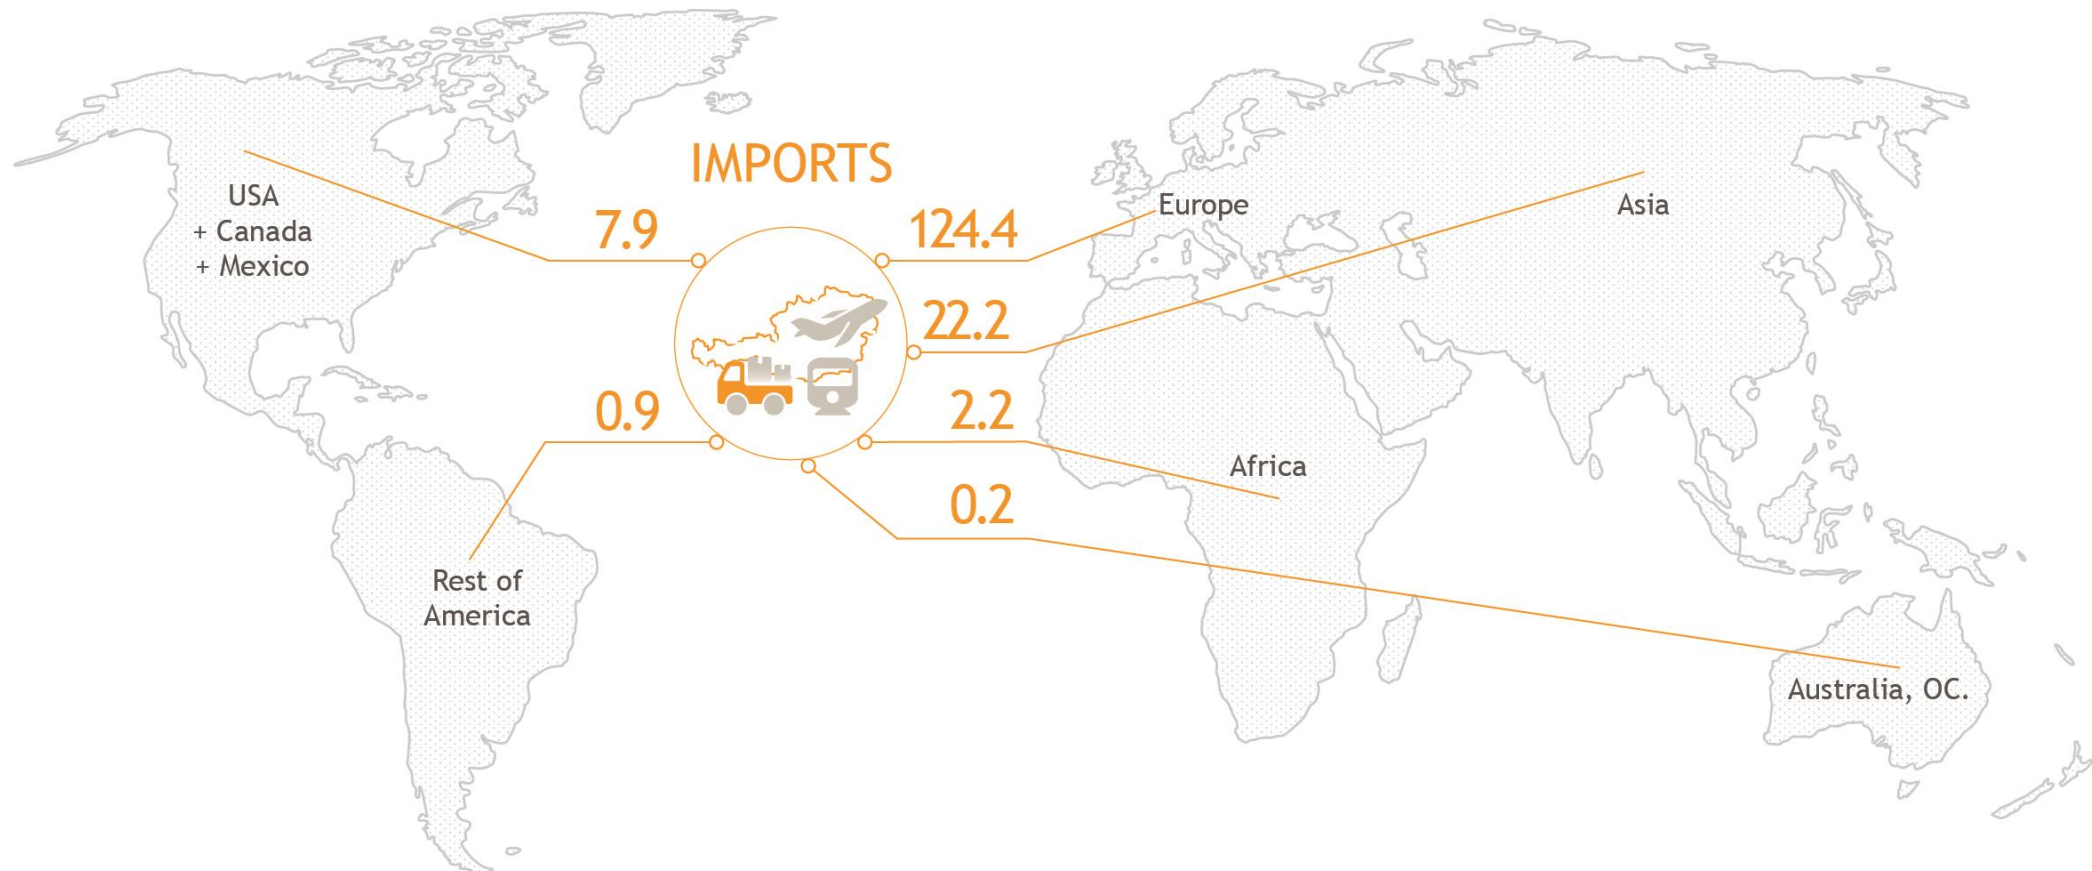 IMPORTS
USA
+ Canada
+ Mexico
7.9
124.4
Europe
Asia
22.2
0.9
2.2
Africa
0.2
Rest of
America
Australia, OC.